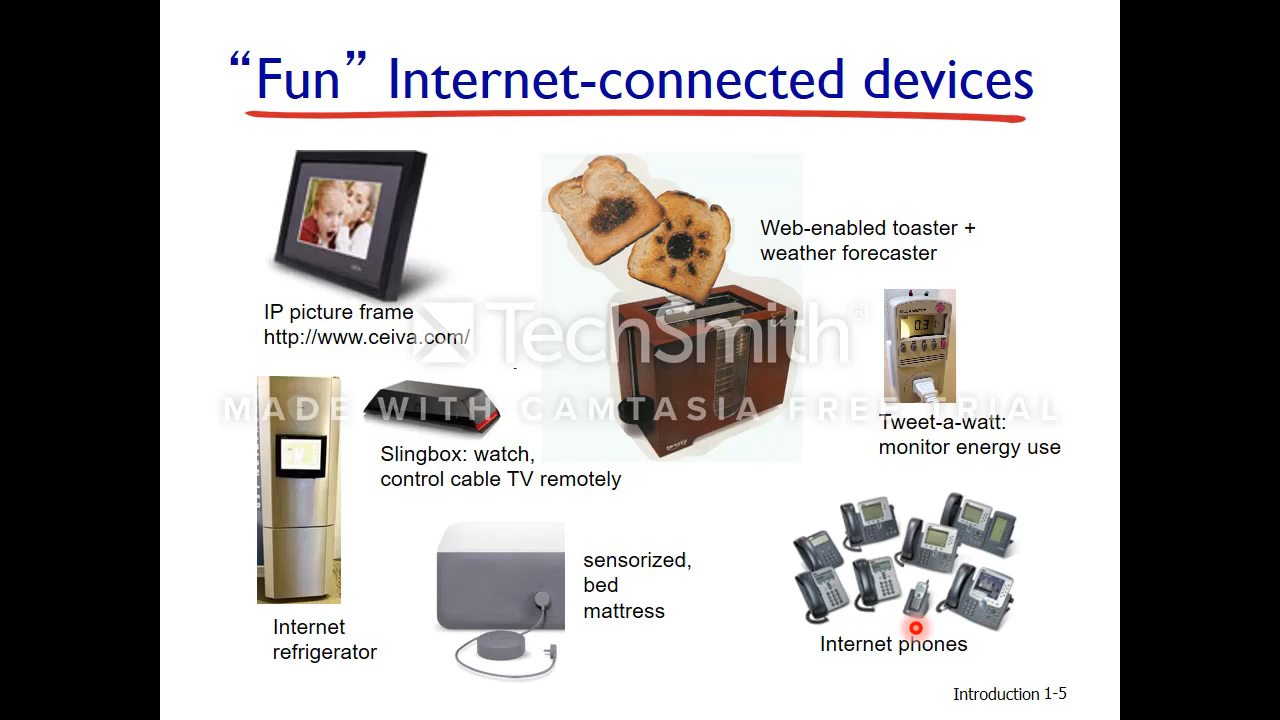 “Fun” Internet-connected devices
IP picture frame
http://www.ceiva.com/
Web-enabled toaster +
weather forecaster
TechSmith®
MADE WITH CAMTASIA FREE TRIAL
0.31
Tweet-a-watt:
monitor energy use
Slingbox: watch,
control cable TV remotely
Internet
refrigerator
sensorized,
bed
mattress
Internet phones
Introduction 1-5